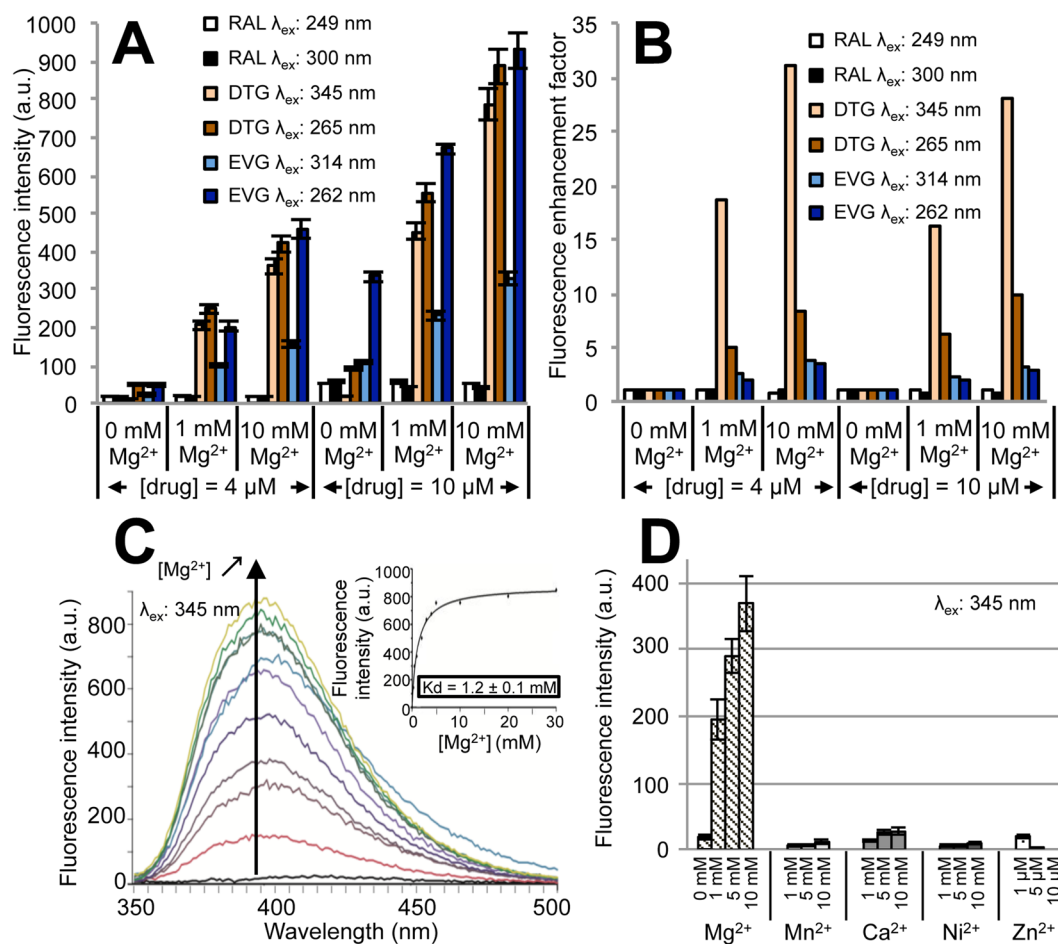 A
Fluorescence intensity (a.u.)
1000
900
800
700
600
500
400
300
200
100
0
RAL λex: 249 nm
RAL λex: 300 nm
DTG λex: 345 nm
DTG λex: 265 nm
EVG λex: 314 nm
EVG λex: 262 nm
0 mM 1 mM 10 mM 0 mM 1 mM 10 mM
Mg2+ Mg2+ Mg2+ Mg2+ Mg2+ Mg2+
[drug] = 4 µM [drug] = 10 µM
B
Fluorescence enhancement factor
35
30
25
20
15
10
5
0
RAL λex: 249 nm
RAL λex: 300 nm
DTG λex: 345 nm
DTG λex: 265 nm
EVG λex: 314 nm
EVG λex: 262 nm
0 mM 1 mM 10 mM 0 mM 1 mM 10 mM
Mg2+ Mg2+ Mg2+ Mg2+ Mg2+ Mg2+
[drug] = 4 µM [drug] = 10 µM
C
[Mg2+]
λex: 345 nm
Fluorescence intensity (a.u.)
800
700
600
500
400
300
200
100
0
350 400 450 500
Wavelength (nm)
Fluorescence
intensity (a.u.)
1000
800
600
400
200
0
Kd = 1.2 ± 0.1 mM
0 10 20 30
[Mg2+] (mM)
D
λex: 345 nm
Fluorescence intensity (a.u.)
400
300
200
100
0
0 mM 1 mM 5 mM 10 mM 1 mM 5 mM 10 mM 1 mM 5 mM 10 mM 1 mM 5 mM 10 mM 1 µM 5 µM 10 µM
Mg2+ Mn2+ Ca2+ Ni2+ Zn2+